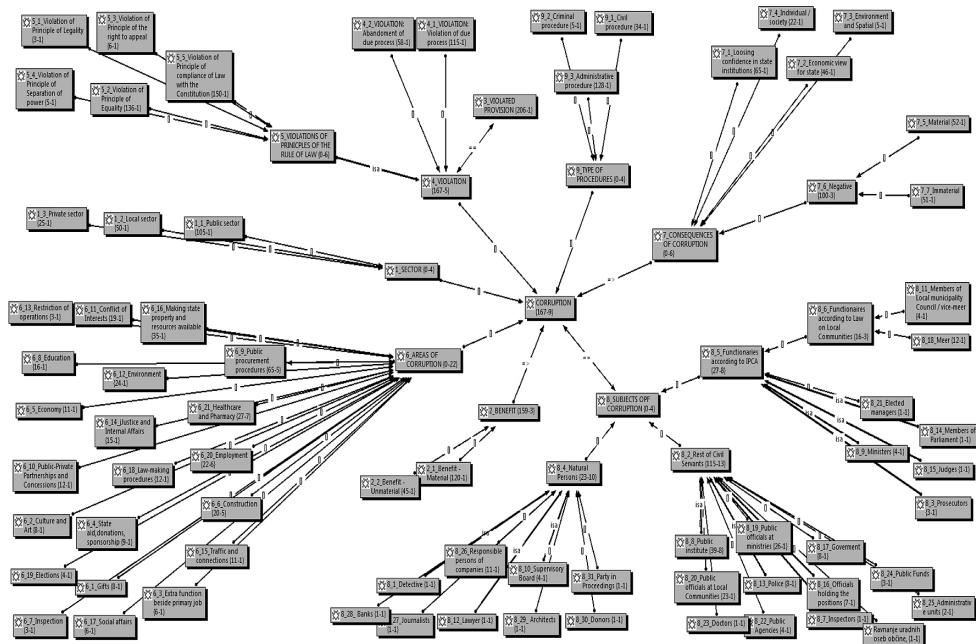 5_1_Violation of
Principle of Legality
(3-1)
5_3_Violation of
Principle of the
right to appeal
(6-1)
5_5_Violation of
Principle of
compliance of Law
with the
Constitution (150-1)
5_4_Violation of
Principle of
Separation of
power (5-1)
5_2_Violation of
Principle of
Equality (136-1)
5_VIOLATIONS OF
PRINICPLES OF THE
RULE OF LAW (0-6)
isa
4_2_VIOLATION:
Abandoment of
due process (58-1)
4_1_VIOLATION:
Violation of due
process (115-1)
3_VIOLATED
PROVISION (206-1)
==
4_VIOLATION
(167-5)
9_2_Criminal
procedure (5-1)
9_1_Civil
procedure (34-1)
9_3_Administrative
procedure (128-1)
9_TYPE OF
PROCEDURES (0-4)
7_4_Individual /
society (22-1)
7_3_Environment
and Spatial (5-1)
7_1_Loosing
confidence in state
institutions (65-1)
7_2_Economic view
for state (46-1)
7_5_Material (52-1)
7_6_Negative
(100-3)
7_7_Immaterial
(51-1)
7_CONSEQUENCES
OF CORRUPTION
(0-6)
=>
1_3_Private sector
(25-1)
1_2_Local sector
(50-1)
1_1_Public sector
(105-1)
1_SECTOR (0-4)
CORRUPTION
(167-9)
6_13_Restriction of
operations (3-1)
6_11_Conflict of
Interests (19-1)
6_16_Making state
property and
resources available
(35-1)
6_8_Education
(16-1)
6_9_Public
procurement
procedures (65-5)
6_12_Environment
(24-1)
6_AREAS OF
CORRUPTION (0-22)
6_5_Economy (11-1)
6_21_Healthcare
and Pharmacy (27-7)
6_14_Justice and
Internal Affairs
(15-1)
6_20_Employment
(22-6)
6_10_Public-Private
Partnerships and
Concessions (12-1)
6_18_Law-making
procedures (12-1)
6_6_Construction
(20-5)
6_2_Culture and
Art (8-1)
6_4_State
aid,donations,
sponsorship (9-1)
6_15_Traffic and
connections (11-1)
6_19_Elections (4-1)
6_1_Gifts (8-1)
6_3_Extra function
beside primary job
(6-1)
6_7_Inspection
(3-1)
6_17_Social affairs
(6-1)
=>
2_BENEFIT (159-3)
2_1_Benefit -
Material (120-1)
2_2_Benefit -
Unmaterial (45-1)
==
8_SUBJECTS OPF
CORRUPTION (0-4)
8_11_Members of
Local municipality
Council / vice-meer
(4-1)
8_6_Functionaires
according to Law
on Local
Communities (16-3)
8_18_Meer (12-1)
8_5_Functionaries
according to IPCA
(27-8)
isa
isa
isa
8_21_Elected
managers (1-1)
8_14_Members of
Parliament (1-1)
8_9_Ministers (4-1)
8_15_Judges (1-1)
8_3_Prosecutors
(3-1)
8_4_Natural
Persons (23-10)
8_2_Rest of Civil
Servants (115-13)
isa
isa
isa
isa
8_26_Responsible
persons of
companies (11-1)
8_10_Supervisory
Board (4-1)
8_31_Party in
Proceedings (1-1)
8_1_Detective (1-1)
8_28_ Banks (1-1)
27_Journalists
(1-1)
8_12_Lawyer (1-1)
8_29_ Architects
(1-1)
8_30_Donors (1-1)
8_8_Public
institute (39-8)
8_19_Public
officials at
ministries (26-1)
8_17_Goverment
(8-1)
8_20_Public
officials at Local
Communities (23-1)
8_13_Police (8-1)
8_16_Officials
holding the
positions (7-1)
8_24_Public Funds
(3-1)
8_25_Administrativ
e units (2-1)
8_23_Doctors (1-1)
8_22_Public
Agencies (4-1)
8_7_Inspectors (1-1)
Ravnanje uradnih
oseb občine, (1-1)